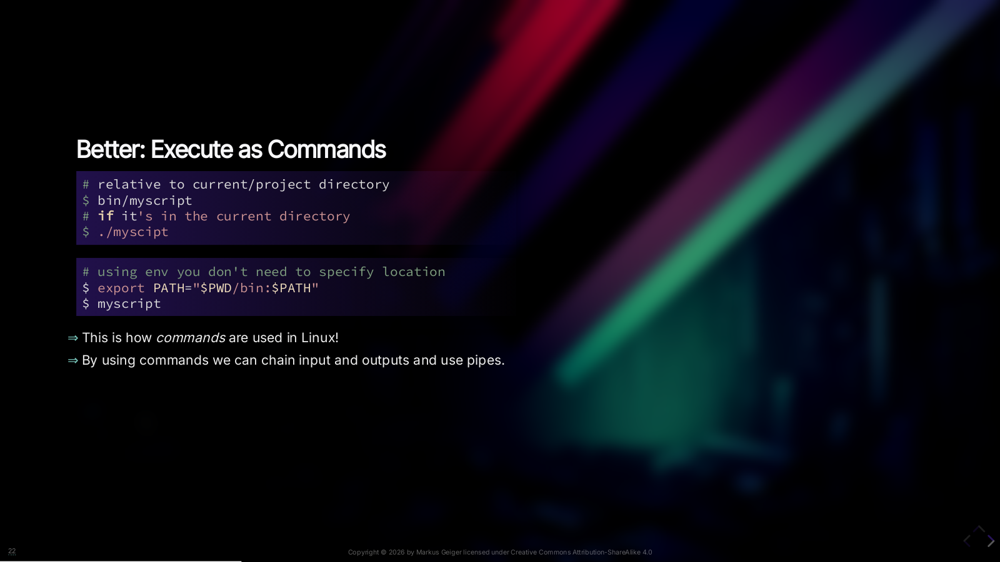 Better: Execute as Commands
# relative to current/project directory
$ bin/myscript
# if it's in the current directory
$ ./myscipt
# using env you don't need to specify location
$ export PATH="$PWD/bin:$PATH"
$ myscript
⇒ This is how commands are used in Linux!
⇒ By using commands we can chain input and outputs and use pipes.
22
Copyright © 2026 by Markus Geiger licensed under Creative Commons Attribution-ShareAlike 4.0